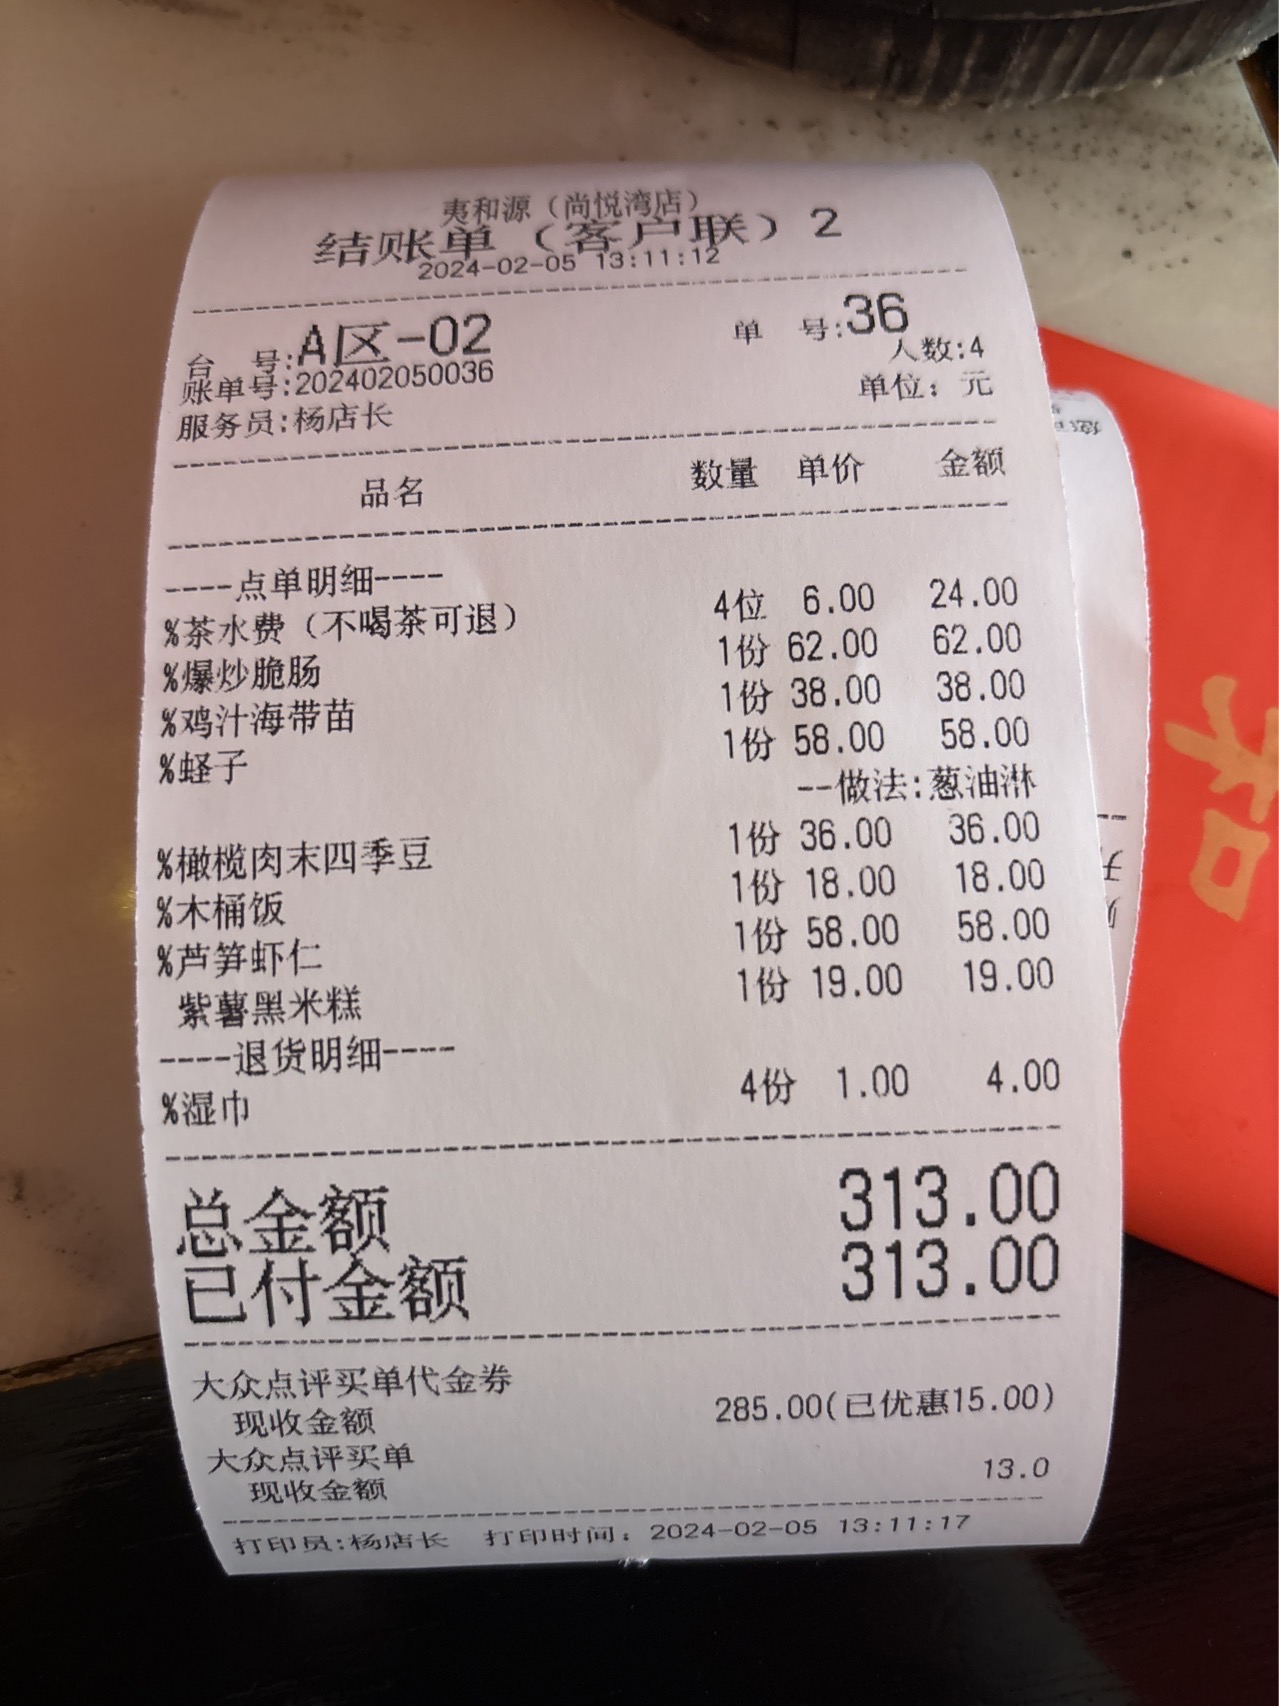 夷和源（尚悦湾店）
结账单（客户联）2
2024-02-05 13:11:12
台 号:A区-02 单 号:36
账单号:202402050036 人数:4
服务员:杨店长 单位：元
品名 数量 单价 金额
----点单明细----
%茶水费（不喝茶可退） 4位 6.00 24.00
%爆炒脆肠 1份 62.00 62.00
%鸡汁海带苗 1份 38.00 38.00
%蛏子 1份 58.00 58.00
--做法:葱油淋
%橄榄肉末四季豆 1份 36.00 36.00
%木桶饭 1份 18.00 18.00
%芦笋虾仁 1份 58.00 58.00
紫薯黑米糕 1份 19.00 19.00
----退货明细----
%湿巾 4份 1.00 4.00
总金额 313.00
已付金额 313.00
大众点评买单代金券
现收金额 285.00(已优惠15.00)
大众点评买单
现收金额 13.0
打印员:杨店长 打印时间：2024-02-05 13:11:17
和